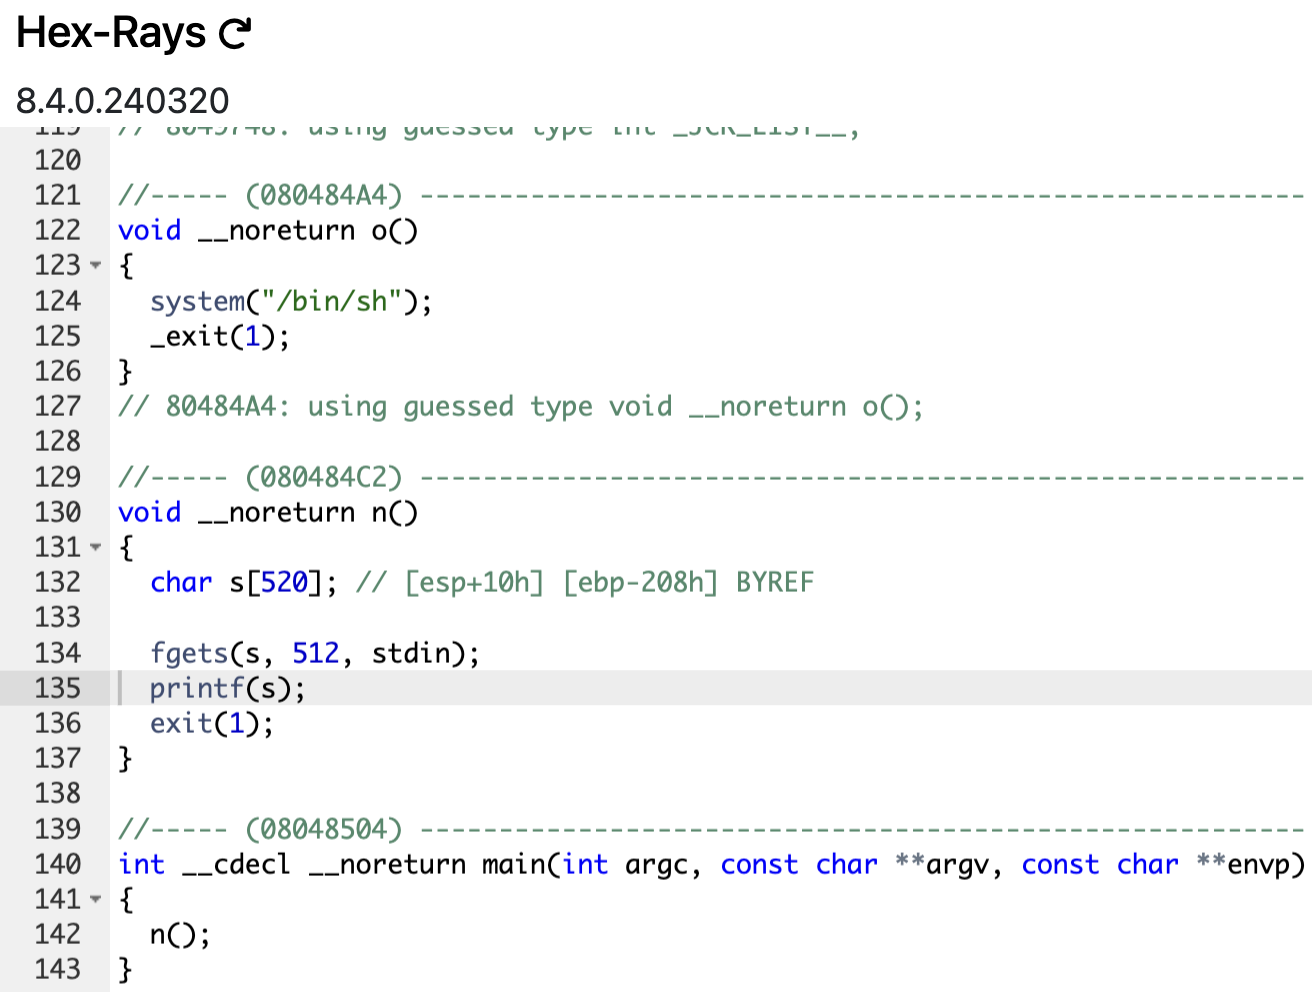 Hex-Rays
8.4.0.240320
119 // 8049748: using guessed type int _JCR_LIST__;
120
121 //----- (080484A4) --------------------------------------------------------
122 void __noreturn o()
123 {
124 system("/bin/sh");
125 _exit(1);
126 }
127 // 80484A4: using guessed type void __noreturn o();
128
129 //----- (080484C2) --------------------------------------------------------
130 void __noreturn n()
131 {
132 char s[520]; // [esp+10h] [ebp-208h] BYREF
133
134 fgets(s, 512, stdin);
135 printf(s);
136 exit(1);
137 }
138
139 //----- (08048504) --------------------------------------------------------
140 int __cdecl __noreturn main(int argc, const char **argv, const char **envp)
141 {
142 n();
143 }